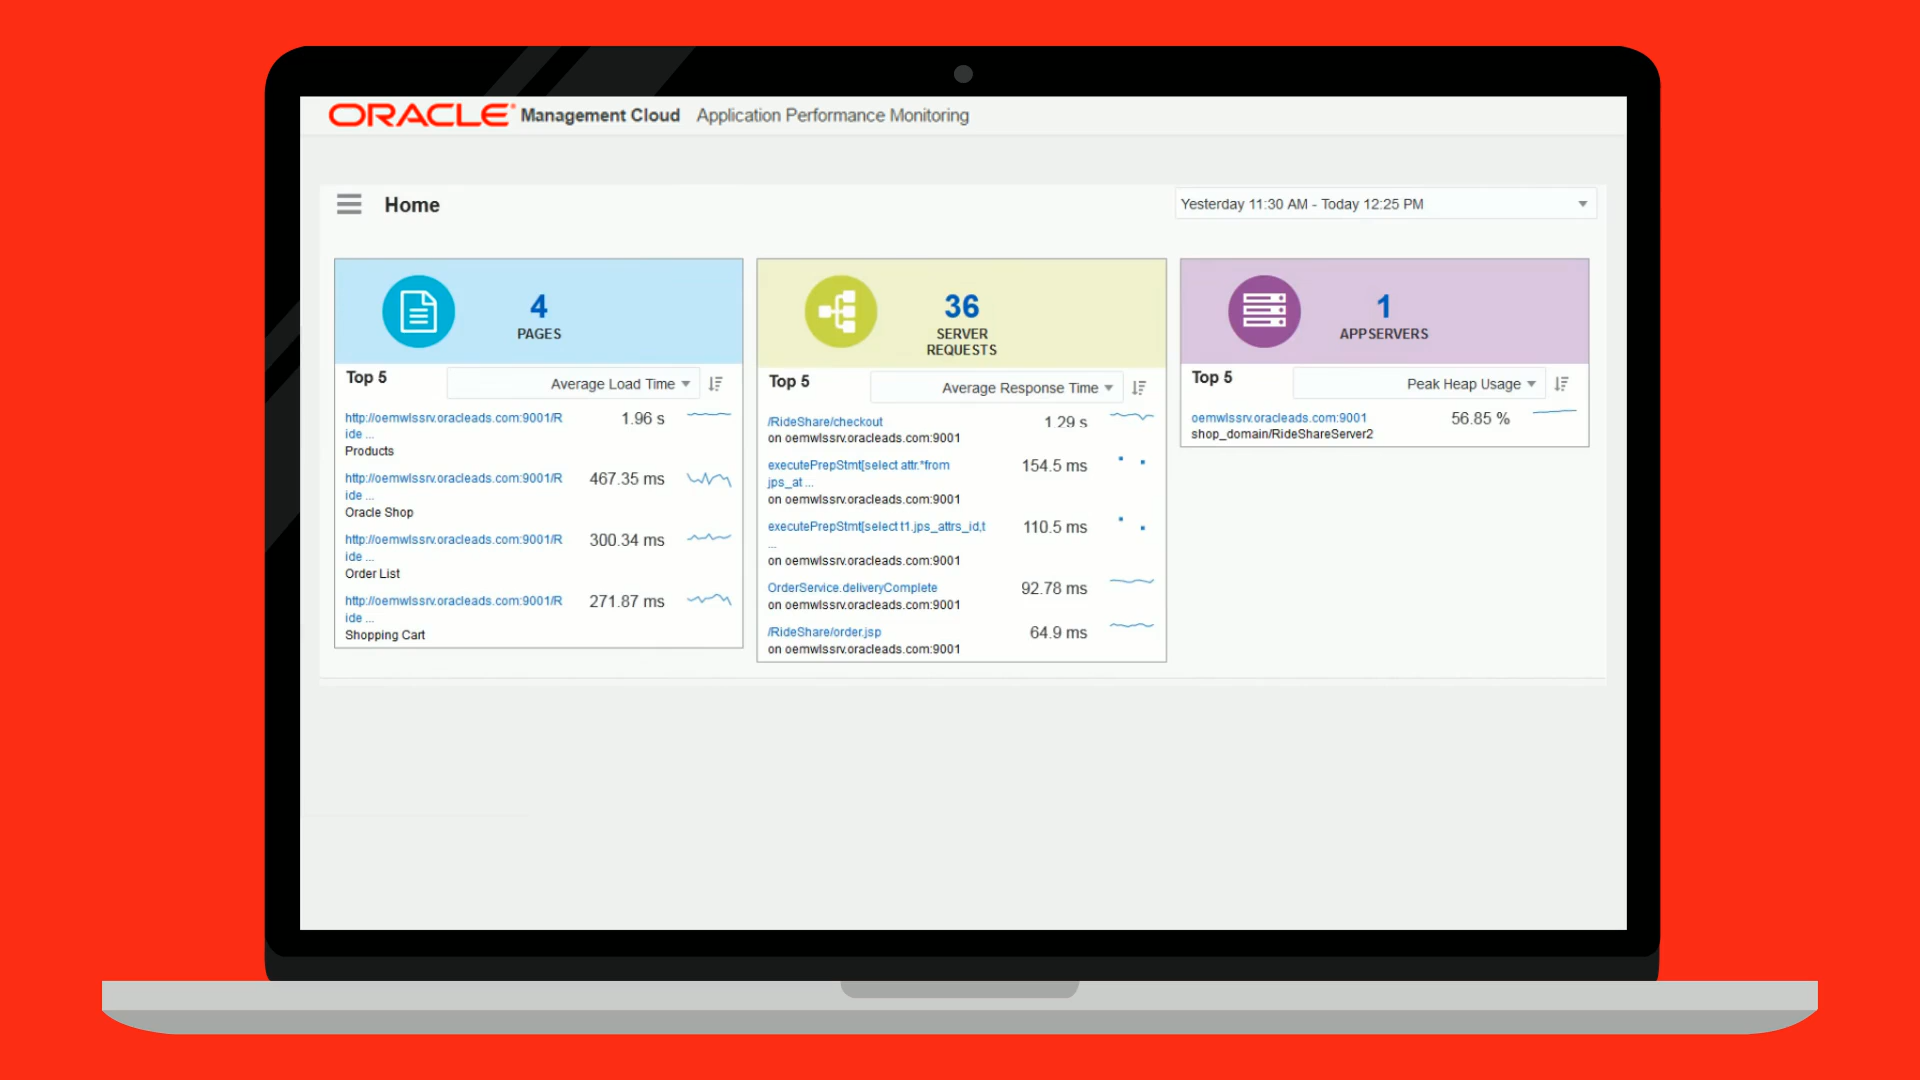 ORACLE® Management Cloud Application Performance Monitoring
Home
Yesterday 11:30 AM - Today 12:25 PM
4
PAGES
Top 5
Average Load Time
http://oemwlssrv.oracleads.com:9001/R
ide ...
Products
1.96 s
http://oemwlssrv.oracleads.com:9001/R
ide ...
Oracle Shop
467.35 ms
http://oemwlssrv.oracleads.com:9001/R
ide ...
Order List
300.34 ms
http://oemwlssrv.oracleads.com:9001/R
ide ...
Shopping Cart
271.87 ms
36
SERVER
REQUESTS
Top 5
Average Response Time
/RideShare/checkout
on oemwlssrv.oracleads.com:9001
1.29 s
executePrepStmt[select attr.*from
jps_at ...
on oemwlssrv.oracleads.com:9001
154.5 ms
executePrepStmt[select t1.jps_attrs_id,t
...
on oemwlssrv.oracleads.com:9001
110.5 ms
OrderService.deliveryComplete
on oemwlssrv.oracleads.com:9001
92.78 ms
/RideShare/order.jsp
on oemwlssrv.oracleads.com:9001
64.9 ms
1
APPSERVERS
Top 5
Peak Heap Usage
oemwlssrv.oracleads.com:9001
shop_domain/RideShareServer2
56.85 %